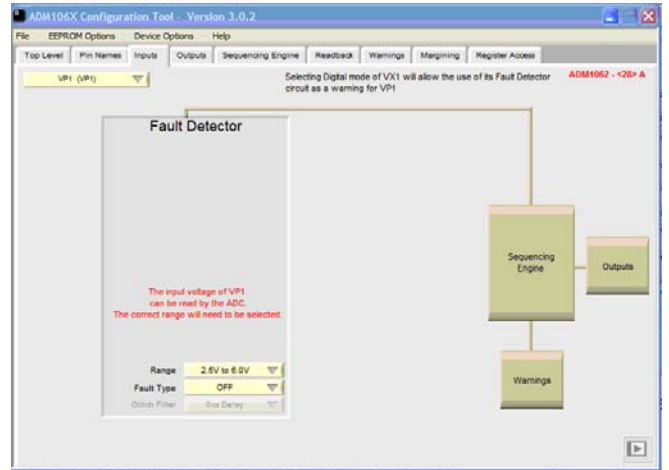 ADM106X Configuration Tool - Version 3.0.2
File EEPROM Options Device Options Help
Top Level Pin Names Inputs Outputs Sequencing Engine Readback Warnings Margining Register Access
VP1 (VP1)
Selecting Digital mode of VX1 will allow the use of its Fault Detector
circuit as a warning for VP1
ADM1062 - <28> A
Fault Detector
The input voltage of VP1
can be read by the ADC.
The correct range will need to be selected.
Sequencing
Engine
Outputs
Warnings
Range 2.5V to 6.0V
Fault Type OFF
Glitch Filter 0us Delay